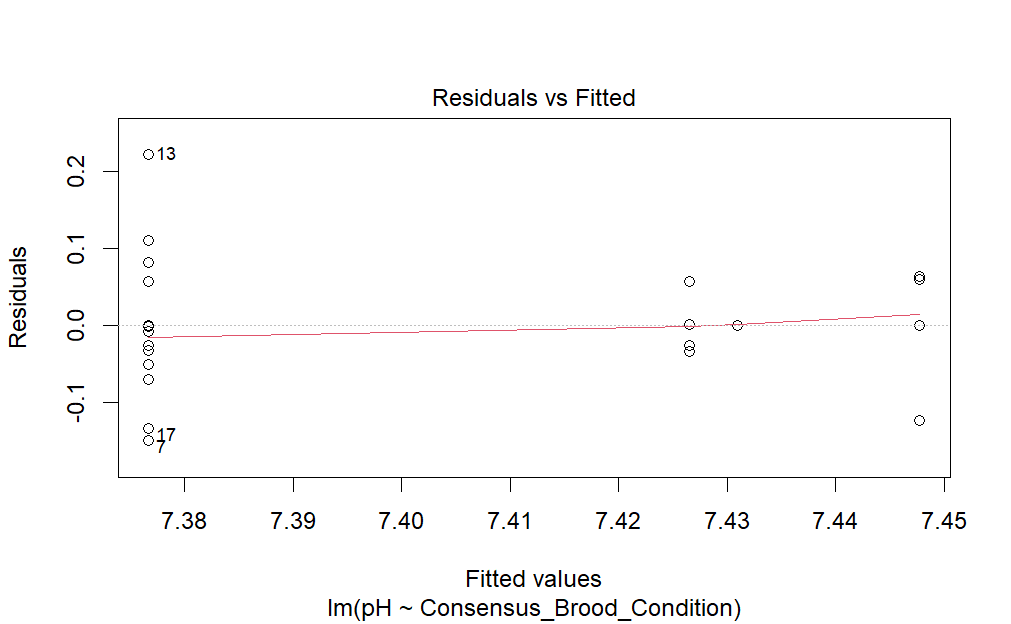 Residuals vs Fitted
Residuals
0.2
0.1
0.0
-0.1
13
17
7
7.38 7.39 7.40 7.41 7.42 7.43 7.44 7.45
Fitted values
lm(pH ~ Consensus_Brood_Condition)